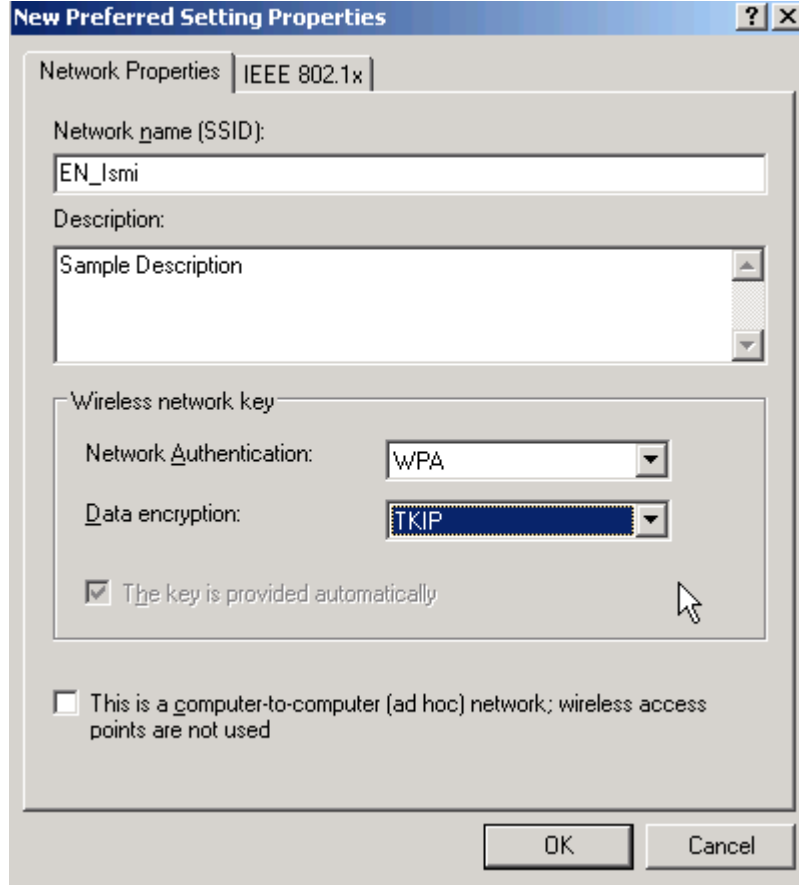 New Preferred Setting Properties
Network Properties
IEEE 802.1x
Network name (SSID):
EN_Ismi
Description:
Sample Description
Wireless network key
Network Authentication:
WPA
Data encryption:
TKIP
The key is provided automatically
This is a computer-to-computer (ad hoc) network; wireless access
points are not used
OK
Cancel